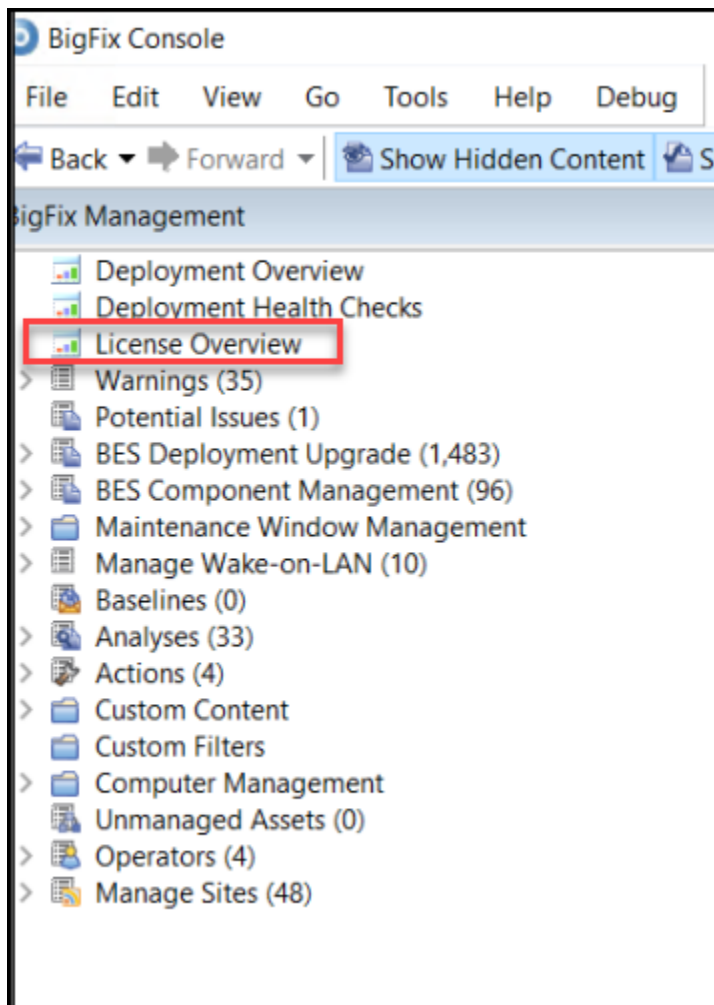 BigFix Console
File Edit View Go Tools Help Debug
Back Forward Show Hidden Content S
BigFix Management
Deployment Overview
Deployment Health Checks
License Overview
Warnings (35)
Potential Issues (1)
BES Deployment Upgrade (1,483)
BES Component Management (96)
Maintenance Window Management
Manage Wake-on-LAN (10)
Baselines (0)
Analyses (33)
Actions (4)
Custom Content
Custom Filters
Computer Management
Unmanaged Assets (0)
Operators (4)
Manage Sites (48)